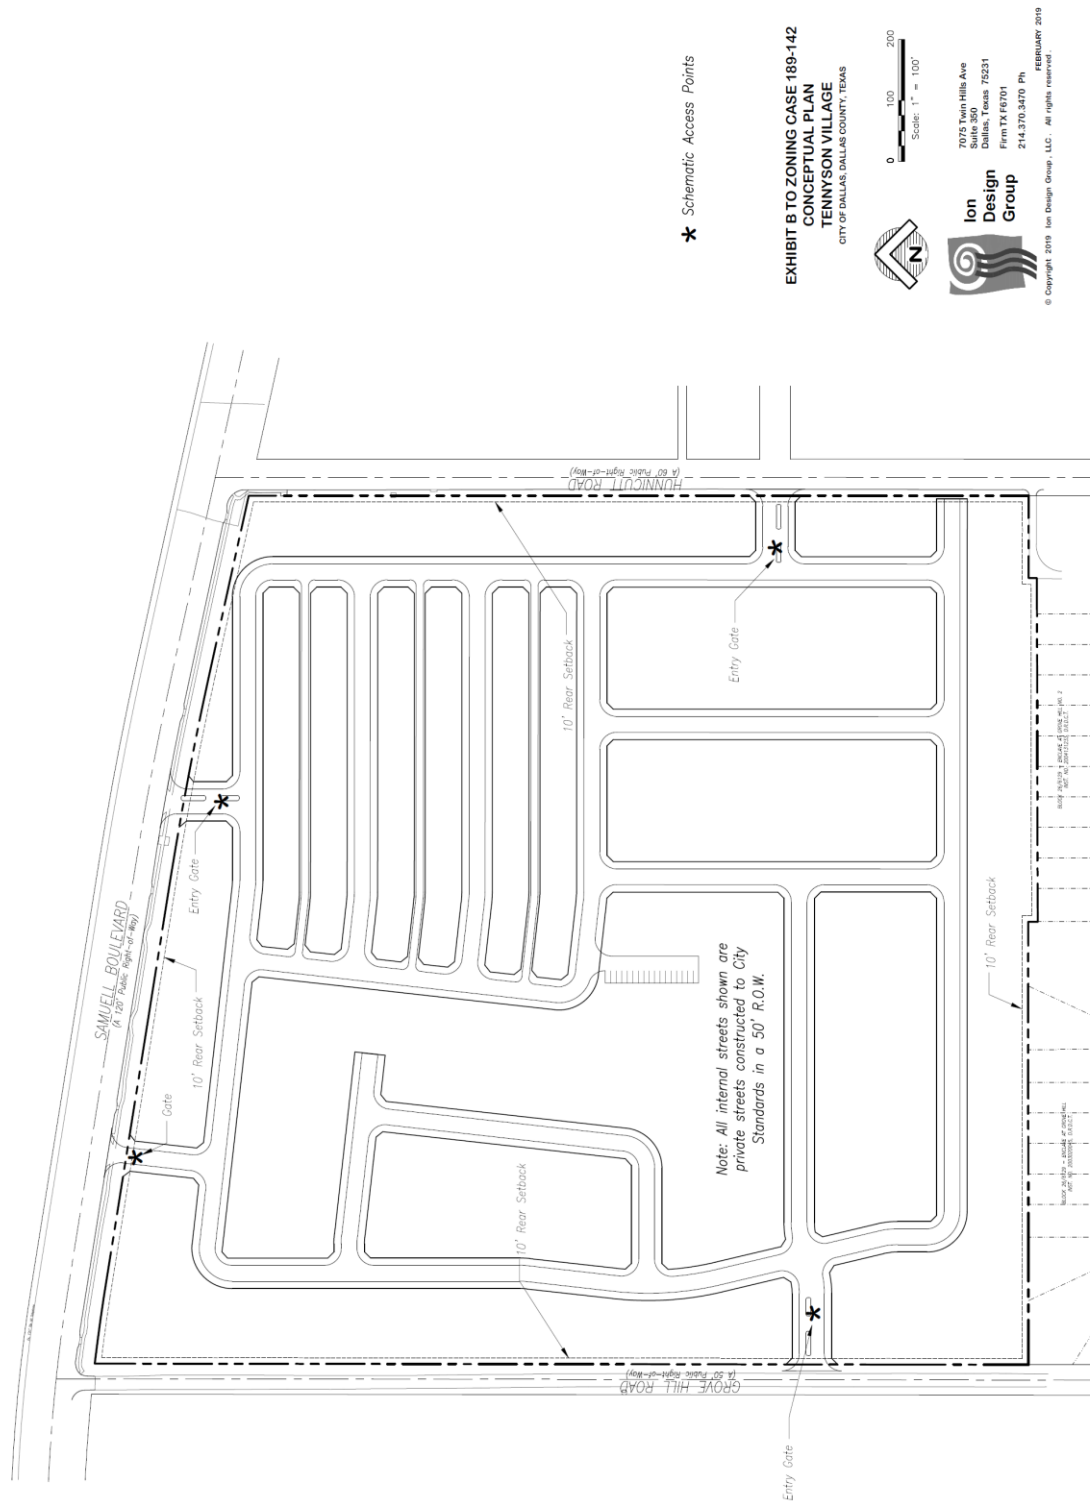 ✱ Schematic Access Points
EXHIBIT B TO ZONING CASE 189-142
CONCEPTUAL PLAN
TENNYSON VILLAGE
CITY OF DALLAS, DALLAS COUNTY, TEXAS
0 100 200
Scale: 1" = 100'
N
Ion
Design
Group
7075 Twin Hills Ave
Suite 350
Dallas, Texas 75231
Firm TX F6701
214.370.3470 Ph
FEBRUARY 2019
© Copyright 2019 Ion Design Group, LLC. All rights reserved.
SAMUELL BOULEVARD
(A 120' Public Right-of-Way)
HUNNICUTT ROAD
(A 60' Public Right-of-Way)
GROVE HILL ROAD
(A 50' Public Right-of-Way)
Gate
Entry Gate
Entry Gate
Entry Gate
10' Rear Setback
10' Rear Setback
10' Rear Setback
10' Rear Setback
Note: All internal streets shown are
private streets constructed to City
Standards in a 50' R.O.W.